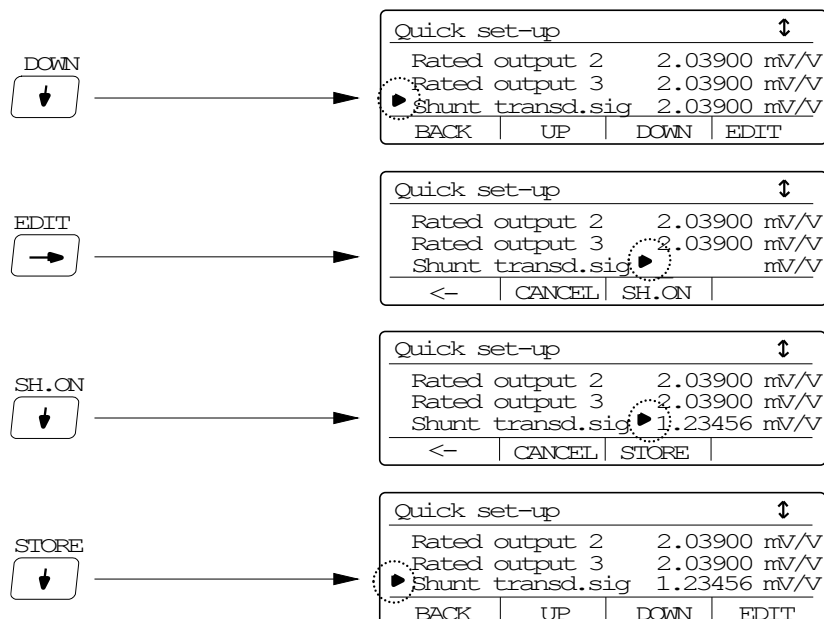 Quick set-up ↕
DOWN
Rated output 2 2.03900 mV/V
Rated output 3 2.03900 mV/V
Shunt transd.sig 2.03900 mV/V
BACK UP DOWN EDIT
Quick set-up ↕
EDIT
Rated output 2 2.03900 mV/V
Rated output 3 2.03900 mV/V
Shunt transd.sig mV/V
<- CANCEL SH.ON
Quick set-up ↕
SH.ON
Rated output 2 2.03900 mV/V
Rated output 3 2.03900 mV/V
Shunt transd.sig 1.23456 mV/V
<- CANCEL STORE
Quick set-up ↕
STORE
Rated output 2 2.03900 mV/V
Rated output 3 2.03900 mV/V
Shunt transd.sig 1.23456 mV/V
BACK UP DOWN EDIT